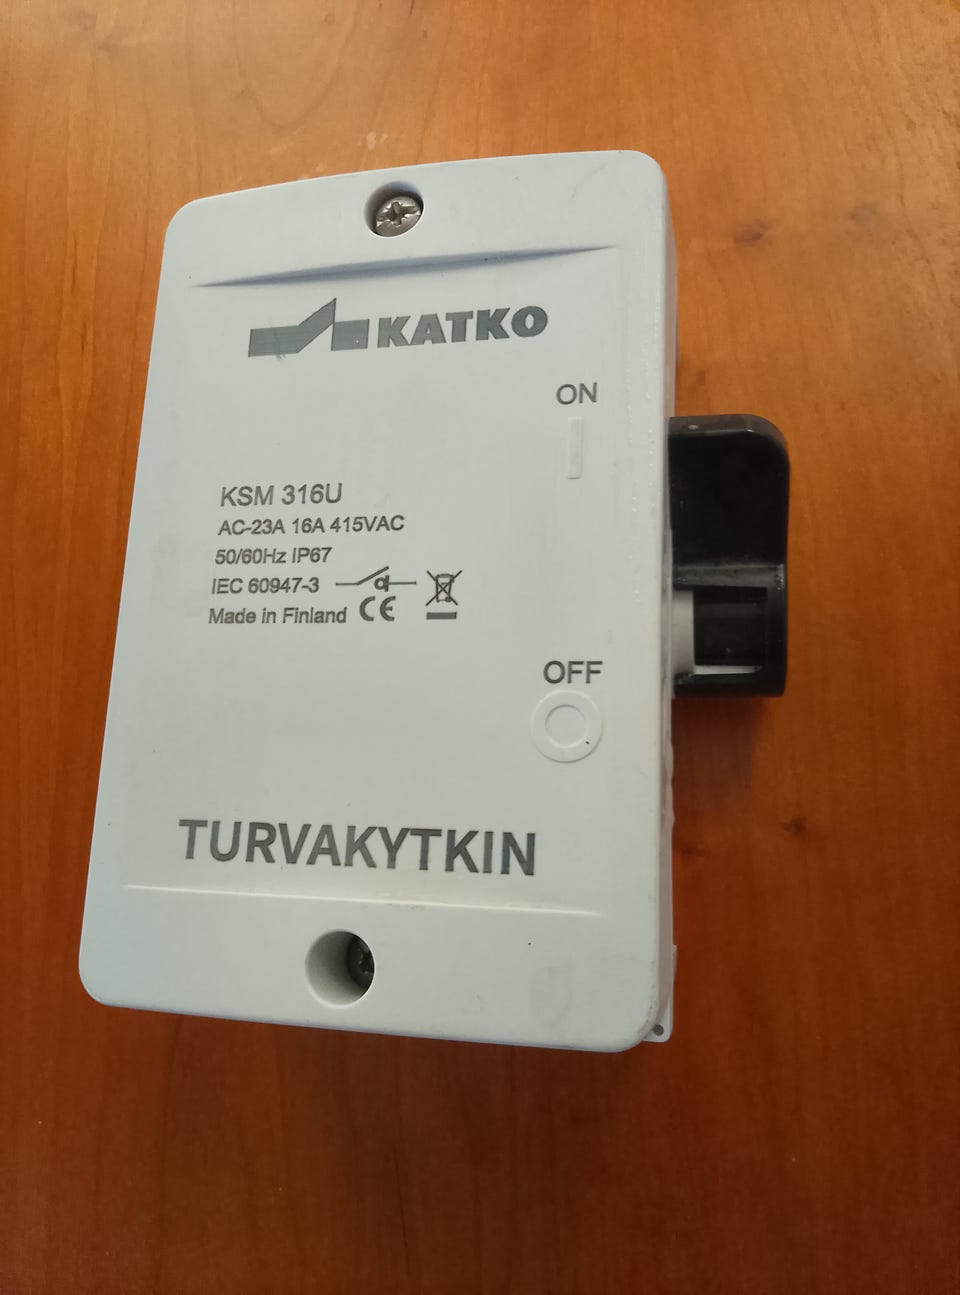 KATKO
ON
KSM 316U
AC-23A 16A 415VAC
50/60Hz IP67
IEC 60947-3
Made in Finland CE
OFF
TURVAKYTKIN